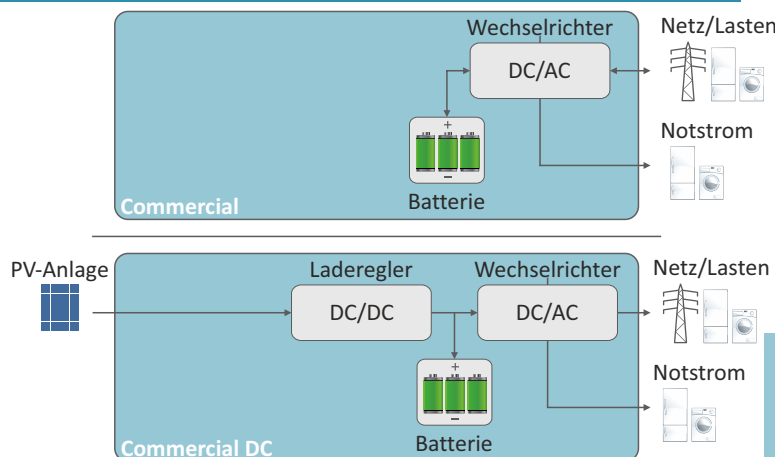 Wechselrichter
Netz/Lasten
DC/AC
Notstrom
+
−
Batterie
Commercial
PV-Anlage
Laderegler
Wechselrichter
Netz/Lasten
DC/DC
DC/AC
Notstrom
+
−
Batterie
Commercial DC